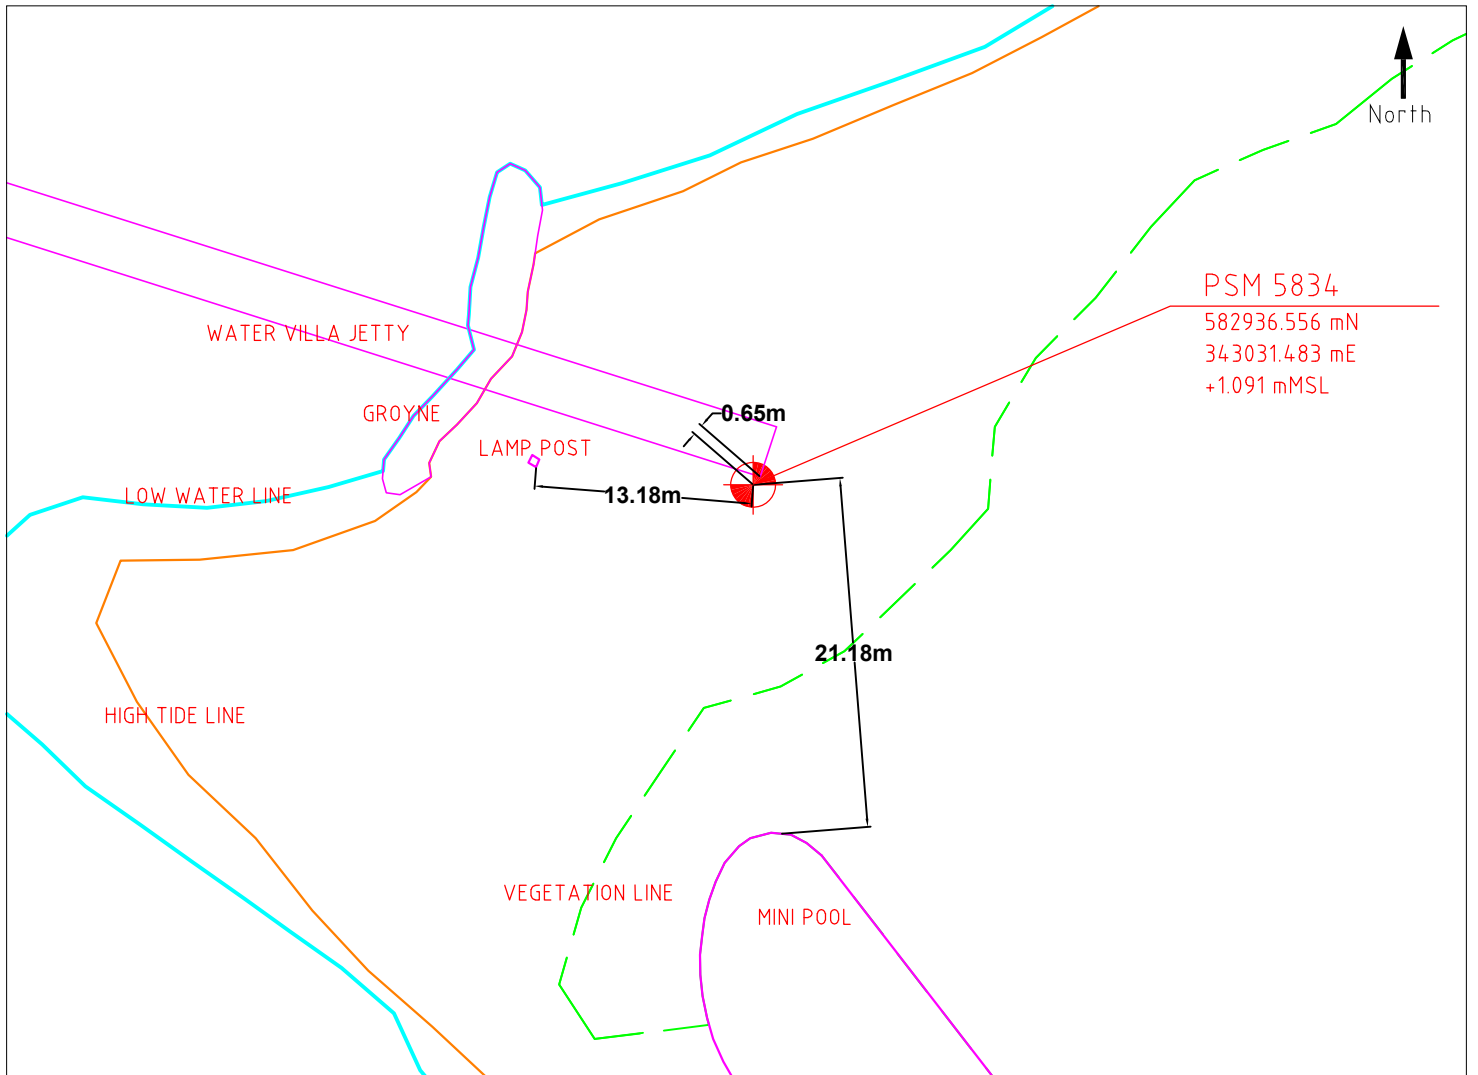 North
PSM 5834
582936.556 mN
343031.483 mE
+1.091 mMSL
WATER VILLA JETTY
GROYNE
0.65m
LAMP POST
LOW WATER LINE
13.18m
21.18m
HIGH TIDE LINE
VEGETATION LINE
MINI POOL